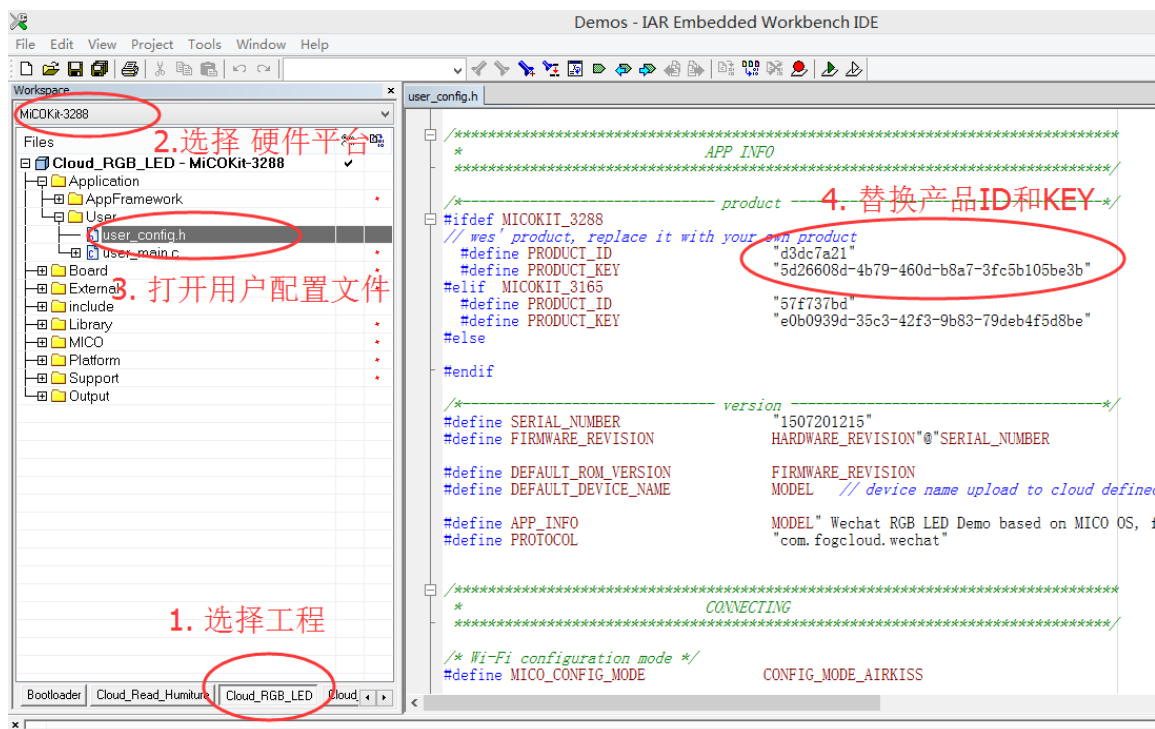 Demos - IAR Embedded Workbench IDE
File Edit View Project Tools Window Help
Workspace
MiCOKit-3288
2.选择 硬件平台
Files
Cloud_RGB_LED - MiCOKit-3288
Application
AppFramework
User
user_config.h
user_main.c
Board
External
3. 打开用户配置文件
include
Library
MICO
Platform
Support
Output
1. 选择工程
Bootloader Cloud_Read_Humiture Cloud_RGB_LED Cloud_
user_config.h
/******************************************************************************
* APP INFO
******************************************************************************/
/*------------------------------ product -------------------------------------*/
4. 替换产品ID和KEY
#ifdef MICOKIT_3288
// wes' product, replace it with your own product
#define PRODUCT_ID "d3dc7a21"
#define PRODUCT_KEY "5d26608d-4b79-460d-b8a7-3fc5b105be3b"
#elif MICOKIT_3165
#define PRODUCT_ID "57f737bd"
#define PRODUCT_KEY "e0b0939d-35c3-42f3-9b83-79deb4f5d8be"
#else
#endif
/*------------------------------ version -------------------------------------*/
#define SERIAL_NUMBER "1507201215"
#define FIRMWARE_REVISION HARDWARE_REVISION"@"SERIAL_NUMBER
#define DEFAULT_ROM_VERSION FIRMWARE_REVISION
#define DEFAULT_DEVICE_NAME MODEL // device name upload to cloud defined
#define APP_INFO MODEL" Wechat RGB LED Demo based on MICO OS, f
#define PROTOCOL "com.fogcloud.wechat"
/******************************************************************************
* CONNECTING
******************************************************************************/
/* Wi-Fi configuration mode */
#define MICO_CONFIG_MODE CONFIG_MODE_AIRKISS